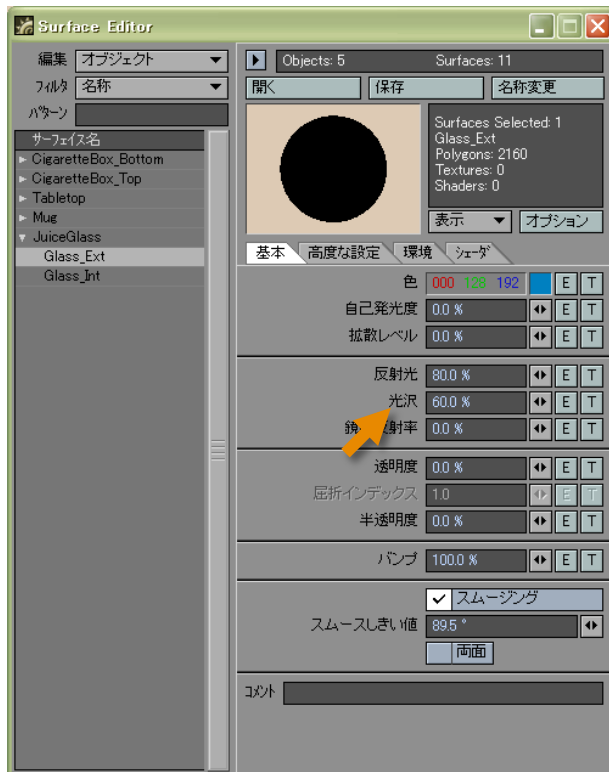 Surface Editor
編集 オブジェクト
フィルタ 名称
パターン
サーフェイス名
CigaretteBox_Bottom
CigaretteBox_Top
Tabletop
Mug
JuiceGlass
Glass_Ext
Glass_Int
Objects: 5 Surfaces: 11
開く 保存 名称変更
Surfaces Selected: 1
Glass_Ext
Polygons: 2160
Textures: 0
Shaders: 0
表示 オプション
基本 高度な設定 環境 シェーダ
色 000 128 192 E T
自己発光度 0.0 % E T
拡散レベル 0.0 % E T
反射光 80.0 % E T
光沢 60.0 % E T
射率 0.0 % E T
透明度 0.0 % E T
屈折インデックス 1.0 E T
半透明度 0.0 % E T
バンプ 100.0 % E T
スムージング
スムースしきい値 89.5 °
両面
コメント